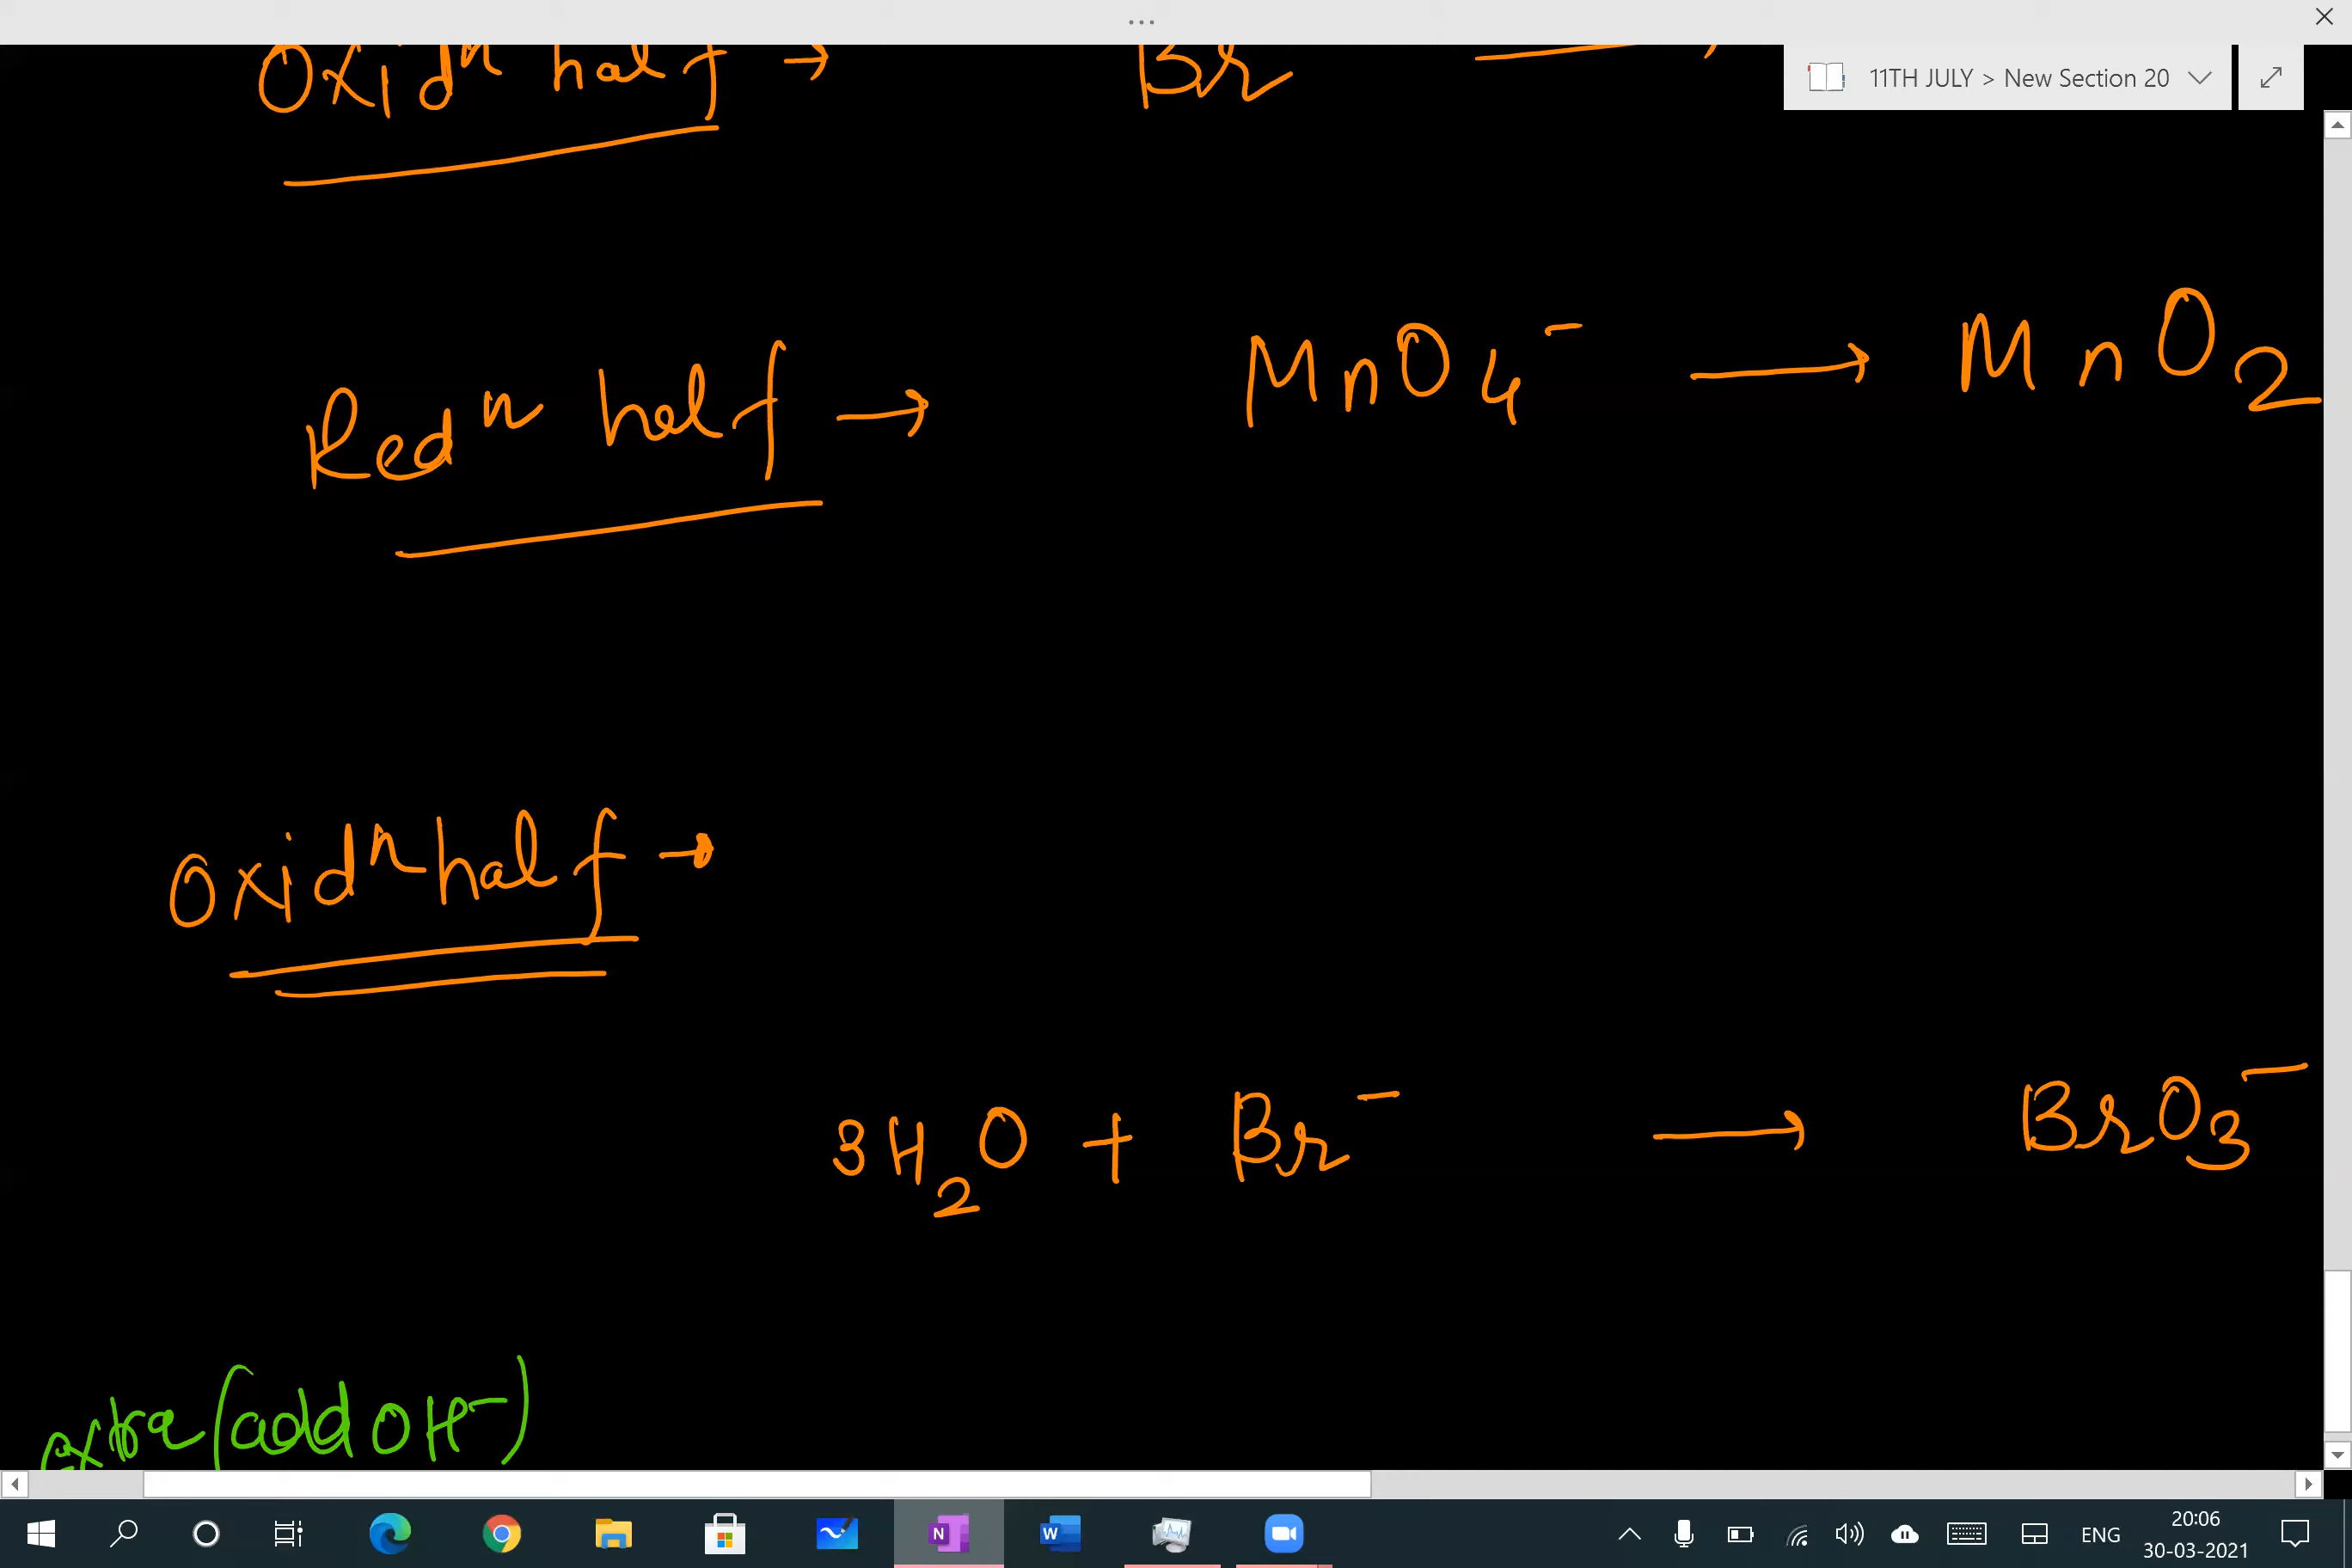 ...
Oxidⁿ half → Br
11TH JULY > New Section 20
Redⁿ half → MnO₄⁻ → MnO₂
Oxidⁿ half →
3H₂O + Br⁻ → BrO₃⁻
extra (add OH⁻)
N
W
ENG
20:06
30-03-2021